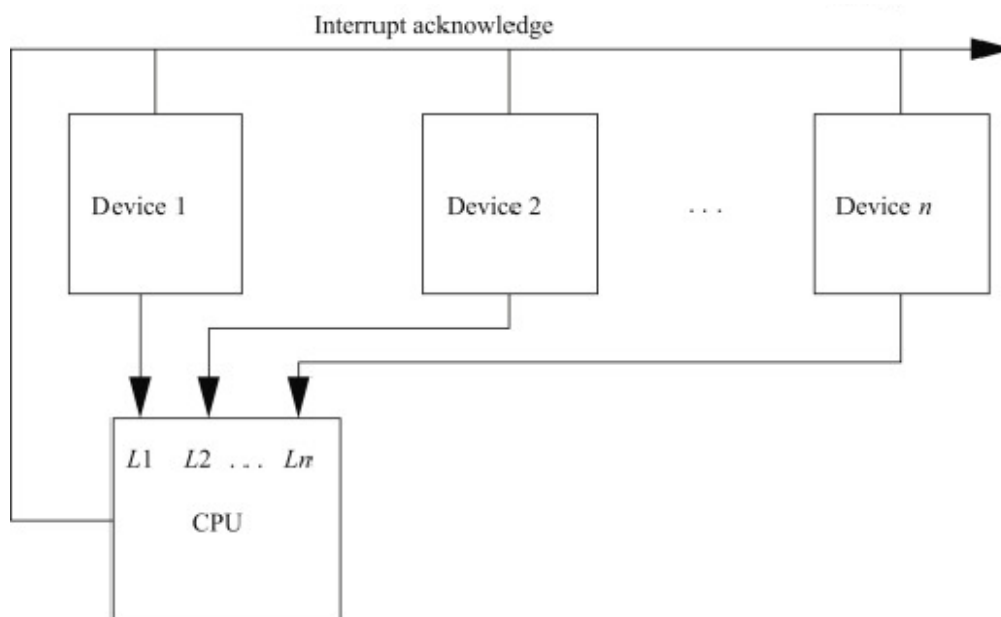 Interrupt acknowledge
Device 1
Device 2
. . .
Device n
L1 L2 . . . Ln
CPU